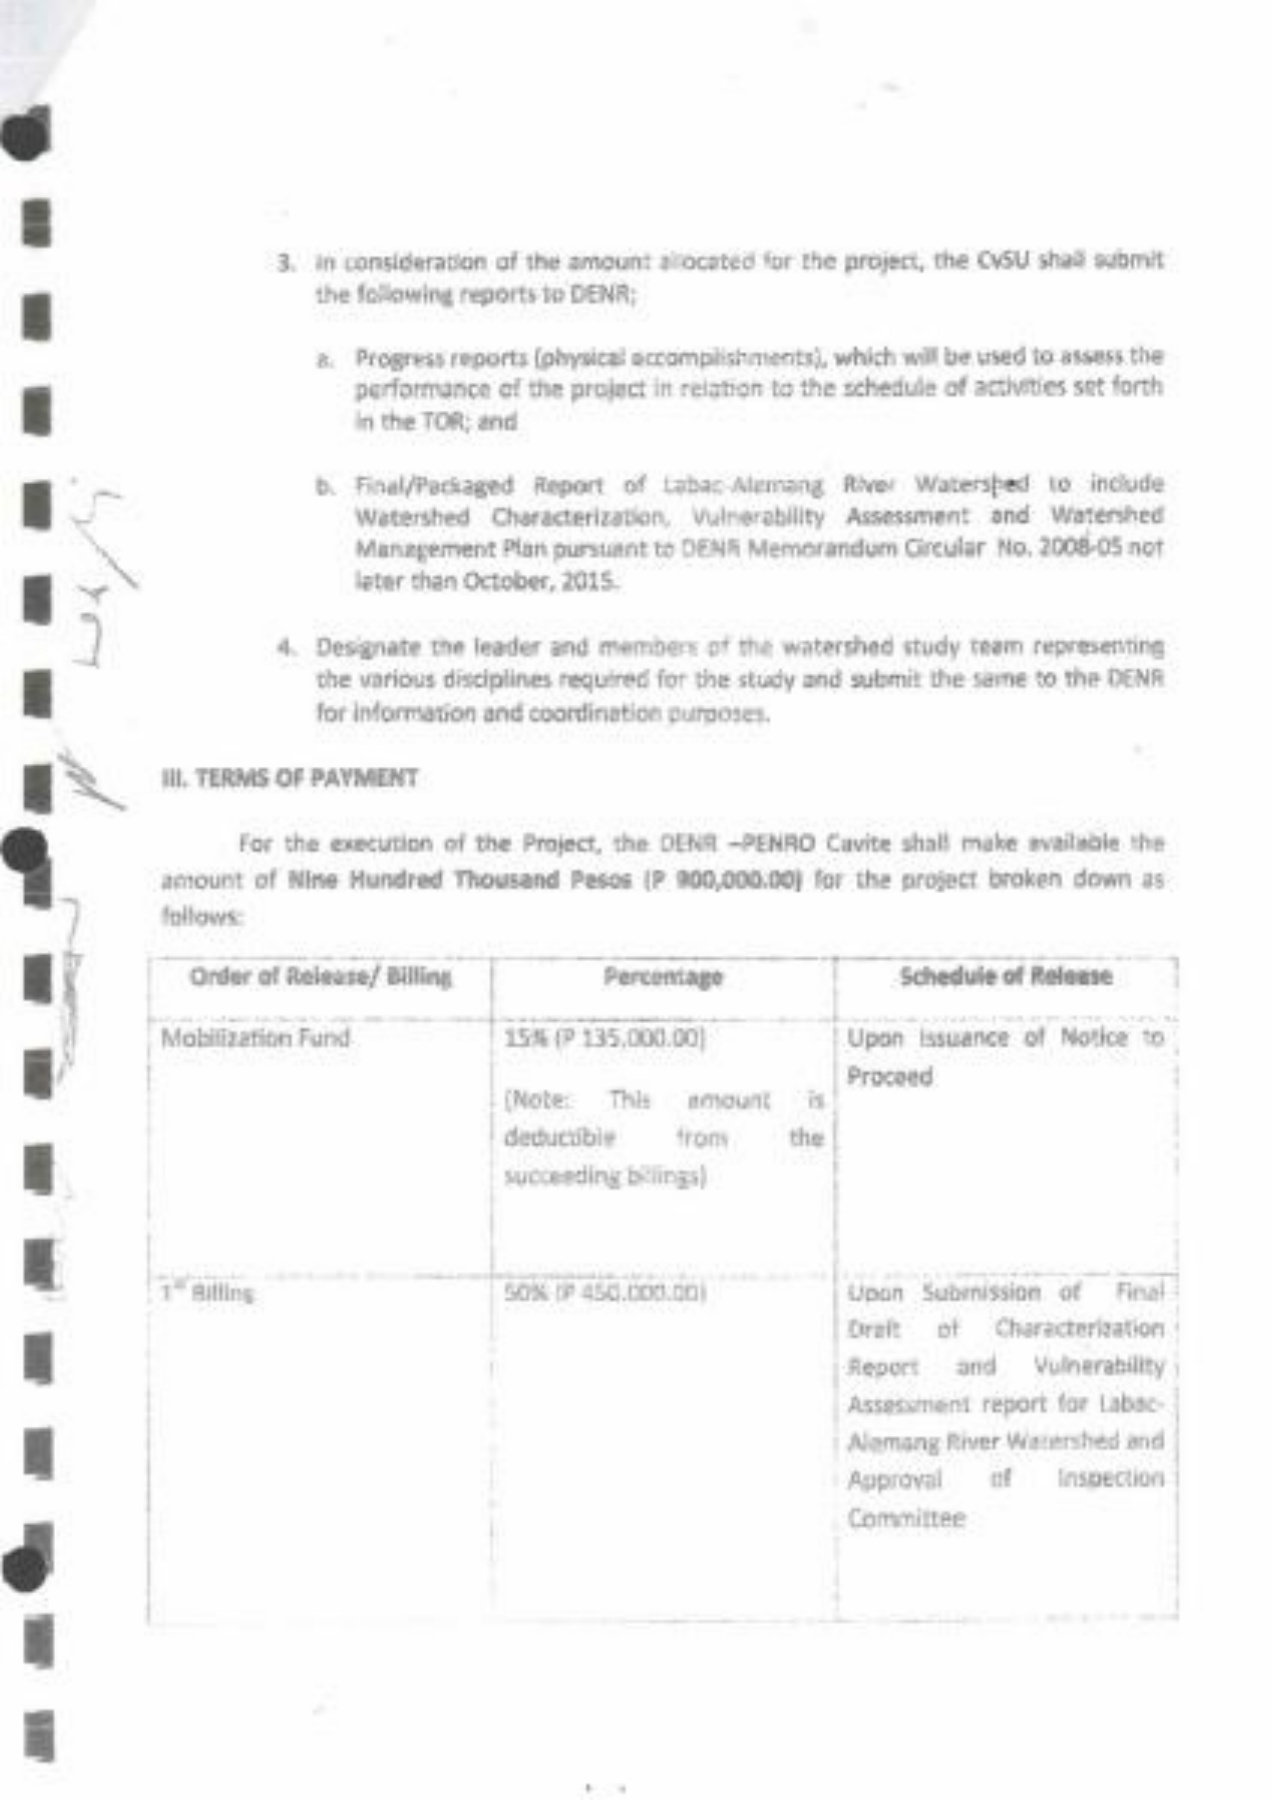 3. In consideration of the amount allocated for the project, the CvSU shall submit
the following reports to DENR;
a. Progress reports (physical accomplishments), which will be used to assess the
performance of the project in relation to the schedule of activities set forth
in the TOR; and
b. Final/Packaged Report of Labac-Alemang River Watershed to include
Watershed Characterization, Vulnerability Assessment and Watershed
Management Plan pursuant to DENR Memorandum Circular No. 2008-05 not
later than October, 2015.
4. Designate the leader and members of the watershed study team representing
the various disciplines required for the study and submit the same to the DENR
for information and coordination purposes.
III. TERMS OF PAYMENT
For the execution of the Project, the DENR –PENRO Cavite shall make available the
amount of Nine Hundred Thousand Pesos (P 900,000.00) for the project broken down as
follows:
Order of Release/ Billing
Percentage
Schedule of Release
Mobilization Fund
15% (P 135,000.00)
(Note: This amount is
deductible from the
succeeding billings)
Upon Issuance of Notice to
Proceed
1st Billing
50% (P 450,000.00)
Upon Submission of Final
Draft of Characterization
Report and Vulnerability
Assessment report for Labac-
Alemang River Watershed and
Approval of Inspection
Committee